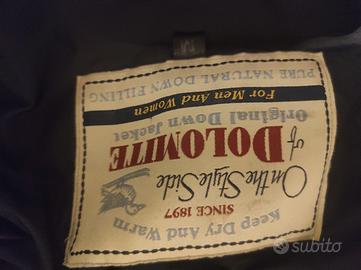 Keep Dry And Warm
SINCE 1897
On the Style Side
of DOLOMITE
Original Down Jacket
For Men And Women
PURE NATURAL DOWN FILLING
subito